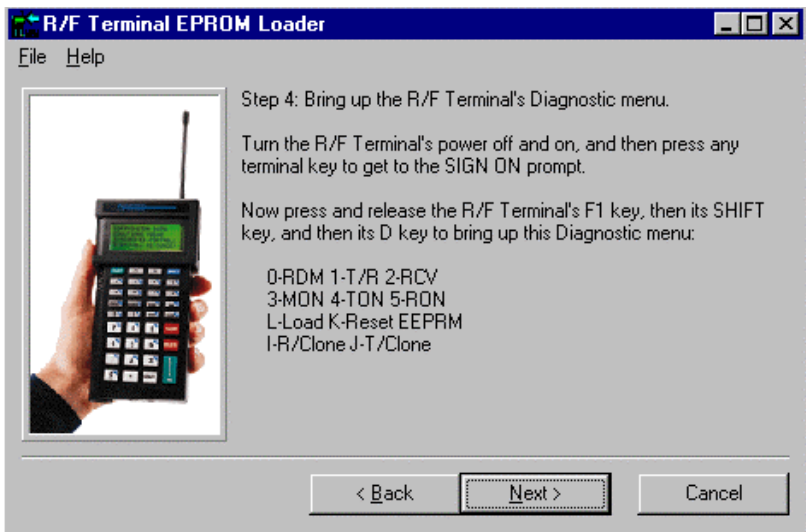 R/F Terminal EPROM Loader
File Help
Step 4: Bring up the R/F Terminal's Diagnostic menu.
Turn the R/F Terminal's power off and on, and then press any
terminal key to get to the SIGN ON prompt.
Now press and release the R/F Terminal's F1 key, then its SHIFT
key, and then its D key to bring up this Diagnostic menu:
0-RDM 1-T/R 2-RCV
3-MON 4-TON 5-RON
L-Load K-Reset EEPRM
I-R/Clone J-T/Clone
< Back
Next >
Cancel